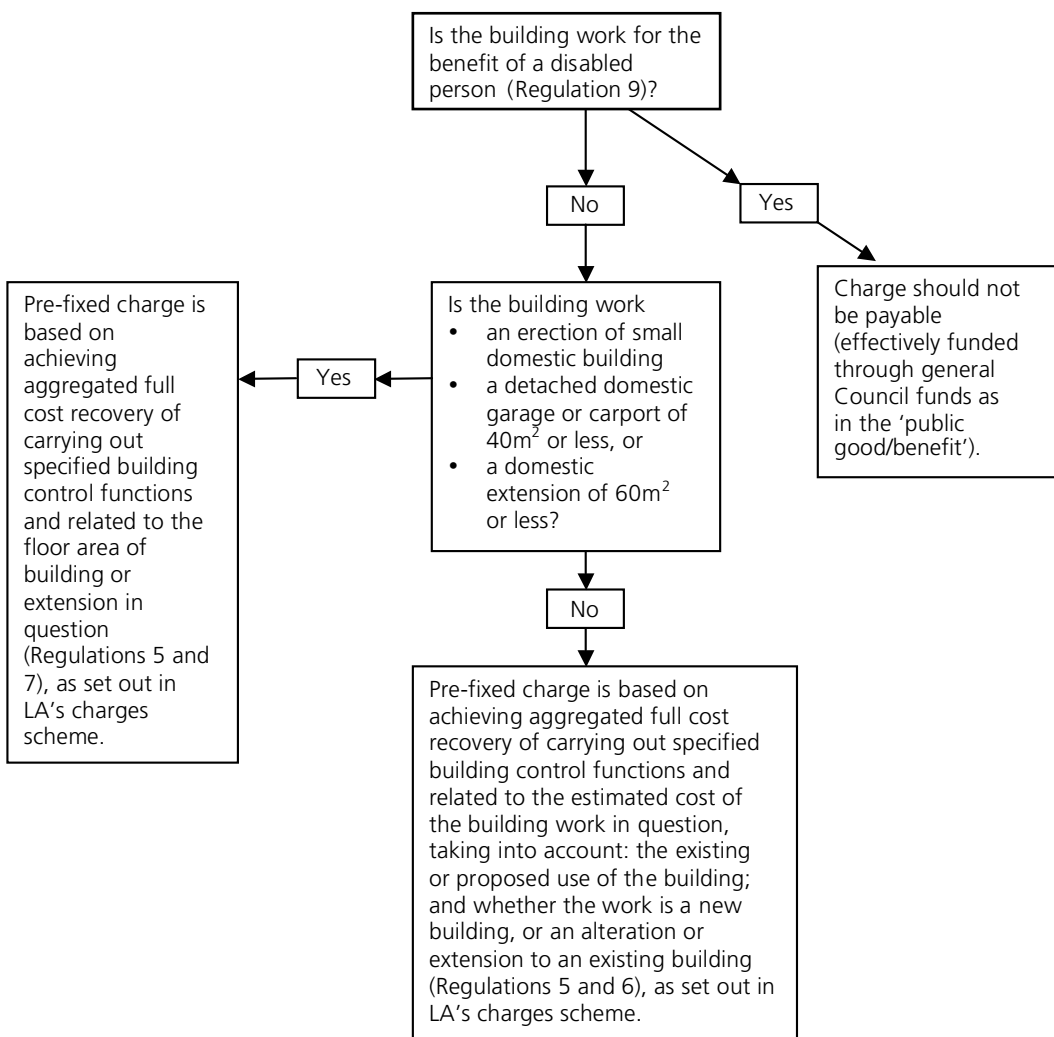 Is the building work for the
benefit of a disabled
person (Regulation 9)?
No
Yes
Charge should not
be payable
(effectively funded
through general
Council funds as
in the ‘public
good/benefit’).
Is the building work
• an erection of small
domestic building
• a detached domestic
garage or carport of
40m² or less, or
• a domestic
extension of 60m²
or less?
Yes
Pre-fixed charge is
based on
achieving
aggregated full
cost recovery of
carrying out
specified building
control functions
and related to the
floor area of
building or
extension in
question
(Regulations 5 and
7), as set out in
LA’s charges
scheme.
No
Pre-fixed charge is based on
achieving aggregated full cost
recovery of carrying out specified
building control functions and
related to the estimated cost of
the building work in question,
taking into account: the existing
or proposed use of the building;
and whether the work is a new
building, or an alteration or
extension to an existing building
(Regulations 5 and 6), as set out in
LA’s charges scheme.